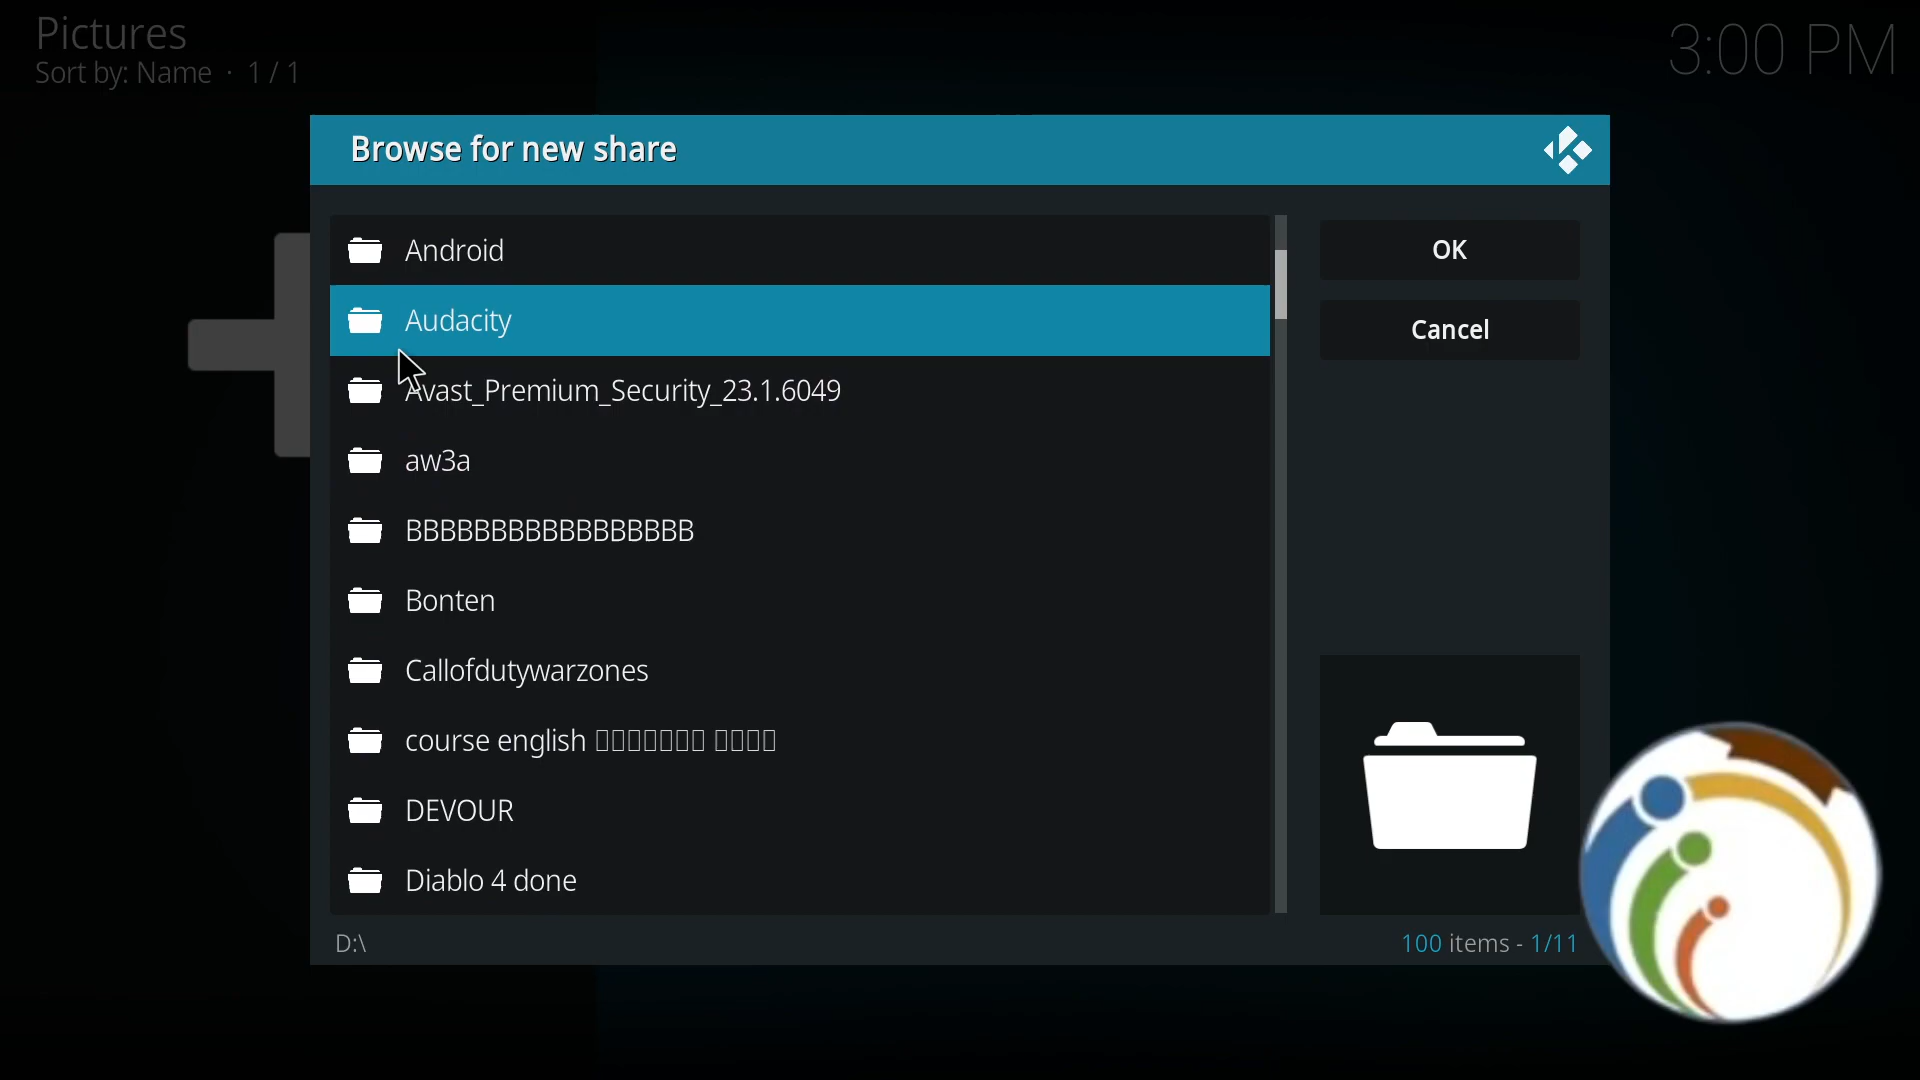 Pictures
Sort by: Name · 1 / 1
3:00 PM
Browse for new share
Android
Audacity
Avast_Premium_Security_23.1.6049
aw3a
BBBBBBBBBBBBBBBBB
Bonten
Callofdutywarzones
course english
DEVOUR
Diablo 4 done
OK
Cancel
D:\
100 items - 1/11